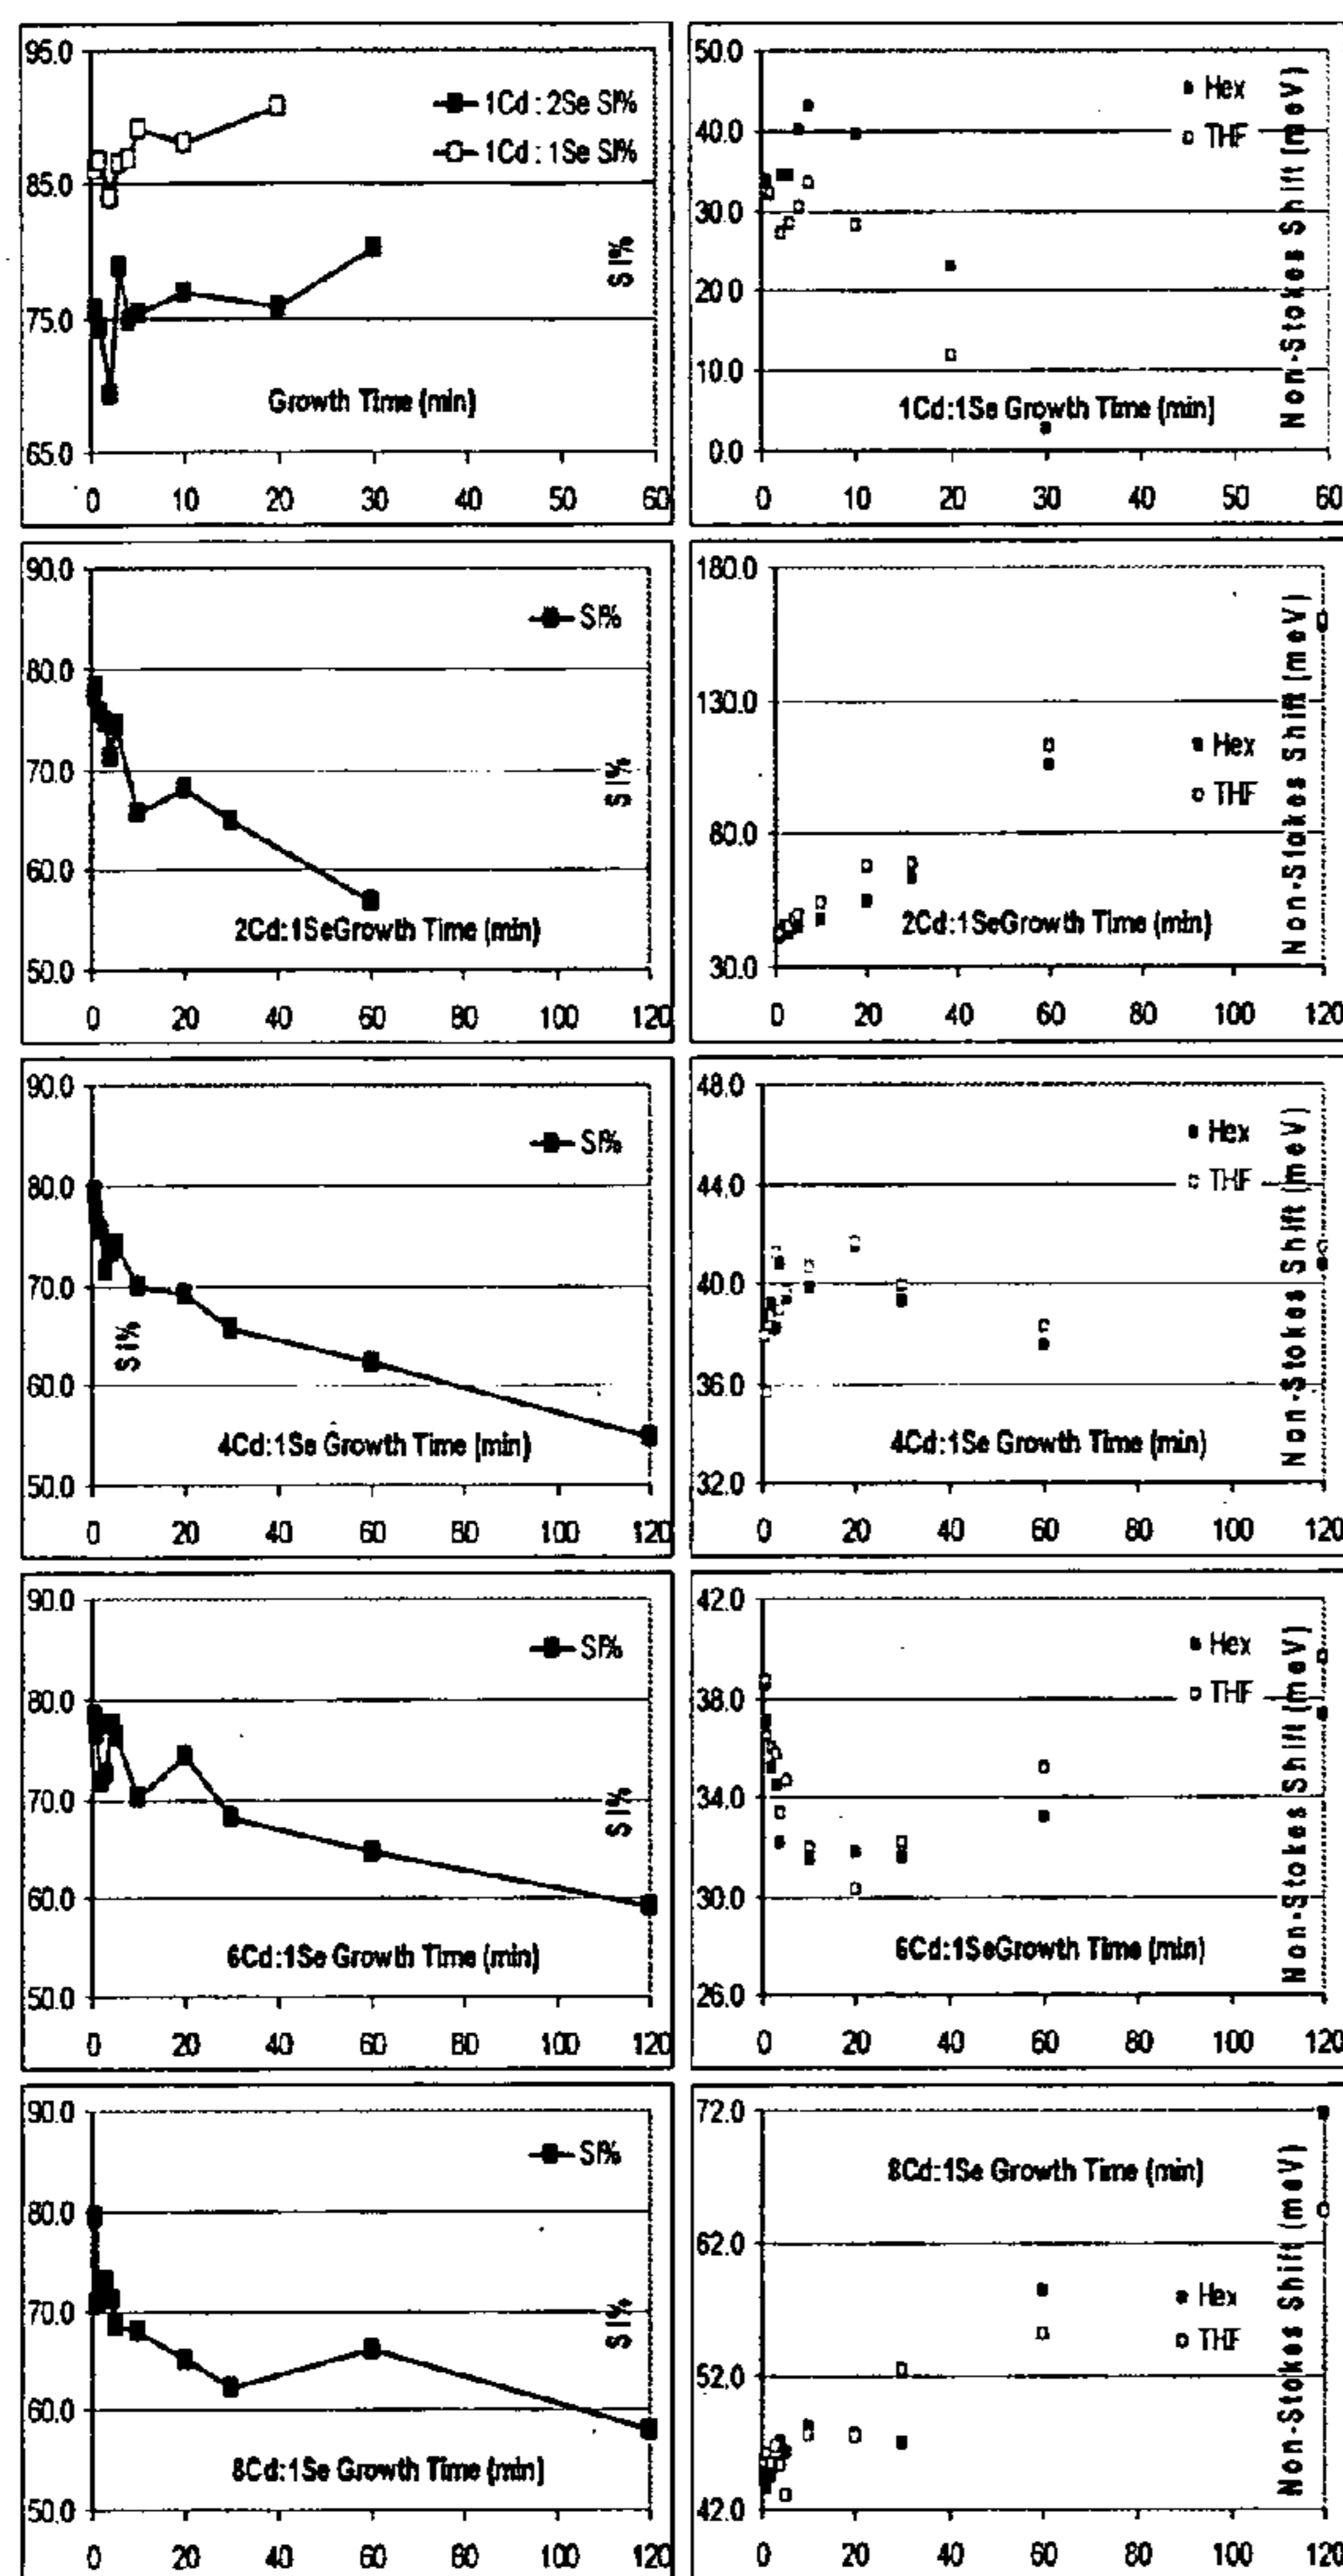 95.0
85.0
75.0
65.0
1Cd : 2Se SI%
1Cd : 1Se SI%
SI%
Growth Time (min)
0 10 20 30 40 50 60
50.0
40.0
30.0
20.0
10.0
0.0
Hex
THF
Non-Stokes Shift (meV)
1Cd:1Se Growth Time (min)
0 10 20 30 40 50 60
90.0
80.0
70.0
60.0
50.0
SI%
SI%
2Cd:1SeGrowth Time (min)
0 20 40 60 80 100 120
180.0
130.0
80.0
30.0
Hex
THF
Non-Stokes Shift (meV)
2Cd:1SeGrowth Time (min)
0 20 40 60 80 100 120
90.0
80.0
70.0
60.0
50.0
SI%
SI%
4Cd:1Se Growth Time (min)
0 20 40 60 80 100 120
48.0
44.0
40.0
36.0
32.0
Hex
THF
Non-Stokes Shift (meV)
4Cd:1Se Growth Time (min)
0 20 40 60 80 100 120
90.0
80.0
70.0
60.0
50.0
SI%
SI%
6Cd:1Se Growth Time (min)
0 20 40 60 80 100 120
42.0
38.0
34.0
30.0
26.0
Hex
THF
Non-Stokes Shift (meV)
6Cd:1SeGrowth Time (min)
0 20 40 60 80 100 120
90.0
80.0
70.0
60.0
50.0
SI%
SI%
8Cd:1Se Growth Time (min)
0 20 40 60 80 100 120
72.0
62.0
52.0
42.0
8Cd:1Se Growth Time (min)
Hex
THF
Non-Stokes Shift (meV)
0 20 40 60 80 100 120